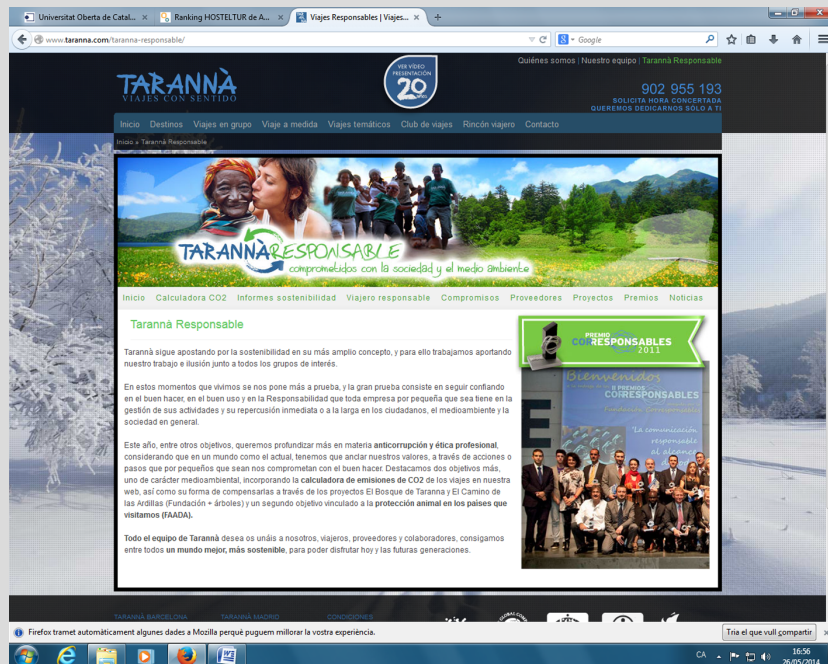 Universitat Oberta de Catal...
Ranking HOSTELTUR de A...
Viajes Responsables | Viajes...
www.taranna.com/taranna-responsable/
Google
VER VÍDEO
PRESENTACIÓN
20
Quiénes somos | Nuestro equipo | Tarannà Responsable
TARANNÀ
VIAJES CON SENTIDO
902 955 193
SOLICITA HORA CONCERTADA
QUEREMOS DEDICARNOS SÓLO A TI
Inicio Destinos Viajes en grupo Viaje a medida Viajes temáticos Club de viajes Rincón viajero Contacto
Inicio » Tarannà Responsable
TARANNÀRESPONSABLE
comprometidos con la sociedad y el medio ambiente
Inicio Calculadora CO2 Informes sostenibilidad Viajero responsable Compromisos Proveedores Proyectos Premios Noticias
Tarannà Responsable
PREMIO
CORRESPONSABLES
2011
Tarannà sigue apostando por la sostenibilidad en su más amplio concepto, y para ello trabajamos aportando
nuestro trabajo e ilusión junto a todos los grupos de interés.
En estos momentos que vivimos se nos pone más a prueba, y la gran prueba consiste en seguir confiando
en el buen hacer, en el buen uso y en la Responsabilidad que toda empresa por pequeña que sea tiene en la
gestión de sus actividades y su repercusión inmediata o a la larga en los ciudadanos, el medioambiente y la
sociedad en general.
Este año, entre otros objetivos, queremos profundizar más en materia anticorrupción y ética profesional,
considerando que en un mundo como el actual, tenemos que anclar nuestros valores, a través de acciones o
pasos que por pequeños que sean nos comprometan con el buen hacer. Destacamos dos objetivos más,
uno de carácter medioambiental, incorporando la calculadora de emisiones de CO2 de los viajes en nuestra
web, así como su forma de compensarlas a través de los proyectos El Bosque de Taranna y El Camino de
las Ardillas (Fundación + árboles) y un segundo objetivo vinculado a la protección animal en los países que
visitamos (FAADA).
Todo el equipo de Tarannà desea os unáis a nosotros, viajeros, proveedores y colaboradores, consigamos
entre todos un mundo mejor, más sostenible, para poder disfrutar hoy y las futuras generaciones.
Bienvenidos
II PREMIOS
CORRESPONSABLES
Fundación Corresponsables
"La comunicación
responsable
al alcance
TARANNÀ BARCELONA TARANNÀ MADRID CONDICIONES
Firefox tramet automàticament algunes dades a Mozilla perquè puguem millorar la vostra experiència.
Tria el que vull compartir
CA
16:56
26/05/2014